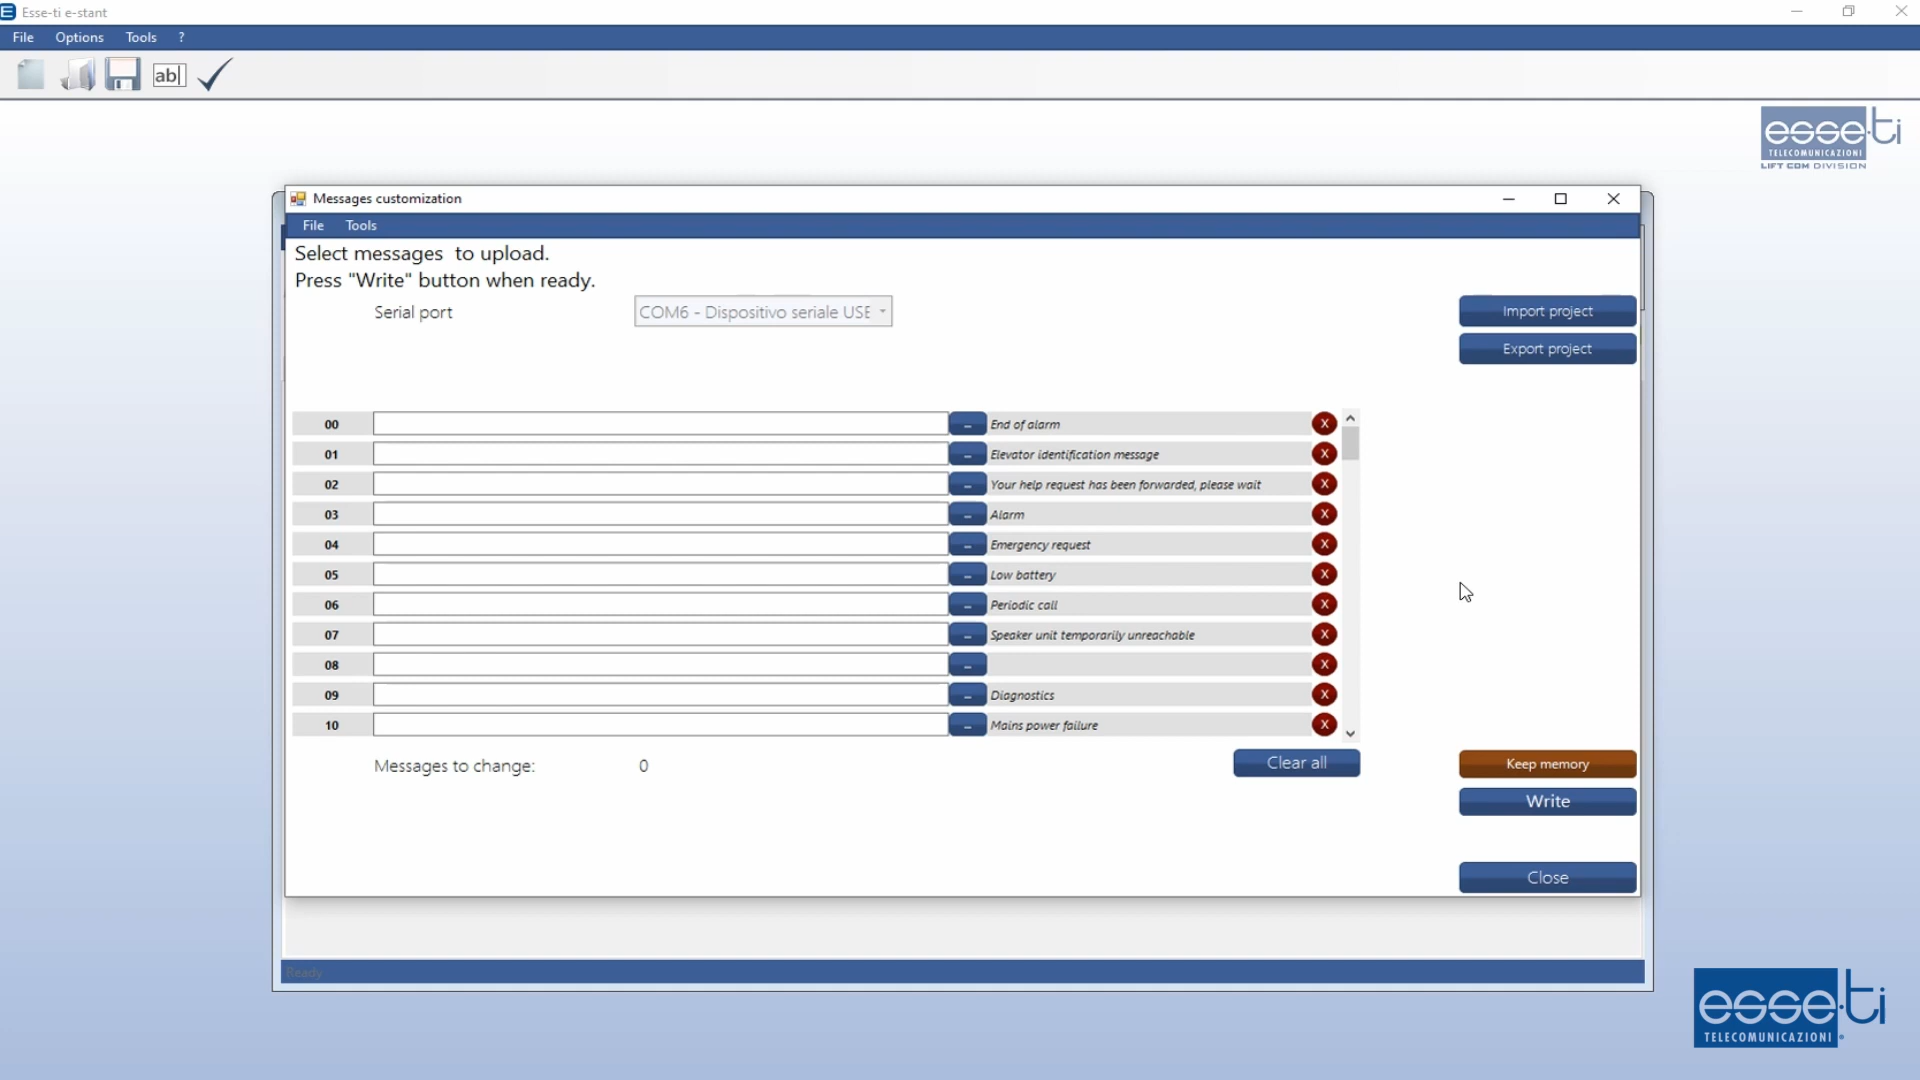 Esse-ti e-stant
File Options Tools ?
ab|
esse·ti
TELECOMUNICAZIONI
LIFT COM DIVISION
Messages customization
File Tools
Select messages  to upload.
Press "Write" button when ready.
Serial port COM6 - Dispositivo seriale USE
Import project
Export project
00 ... End of alarm X
01 ... Elevator identification message X
02 ... Your help request has been forwarded, please wait X
03 ... Alarm X
04 ... Emergency request X
05 ... Low battery X
06 ... Periodic call X
07 ... Speaker unit temporarily unreachable X
08 ... X
09 ... Diagnostics X
10 ... Mains power failure X
Messages to change: 0
Clear all
Keep memory
Write
Close
Ready
esse·ti
TELECOMUNICAZIONI